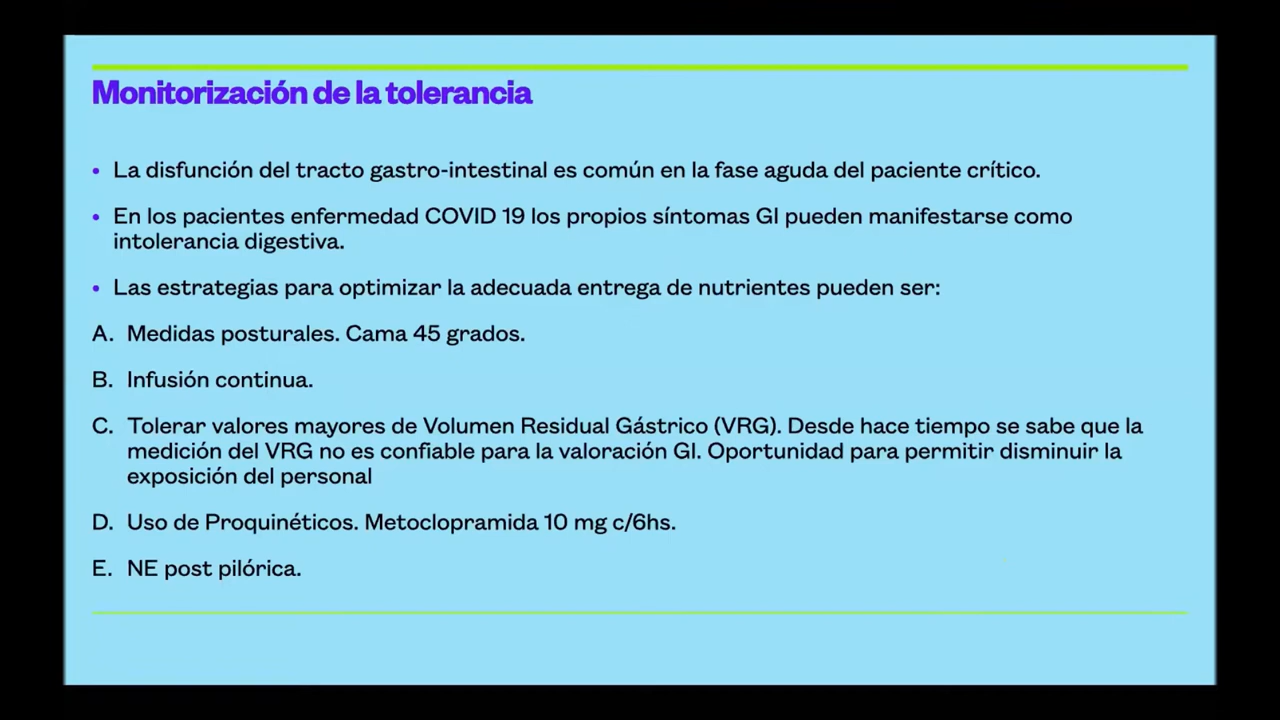 Monitorización de la tolerancia
• La disfunción del tracto gastro-intestinal es común en la fase aguda del paciente crítico.
• En los pacientes enfermedad COVID 19 los propios síntomas GI pueden manifestarse como
intolerancia digestiva.
• Las estrategias para optimizar la adecuada entrega de nutrientes pueden ser:
A. Medidas posturales. Cama 45 grados.
B. Infusión continua.
C. Tolerar valores mayores de Volumen Residual Gástrico (VRG). Desde hace tiempo se sabe que la
medición del VRG no es confiable para la valoración GI. Oportunidad para permitir disminuir la
exposición del personal
D. Uso de Proquinéticos. Metoclopramida 10 mg c/6hs.
E. NE post pilórica.